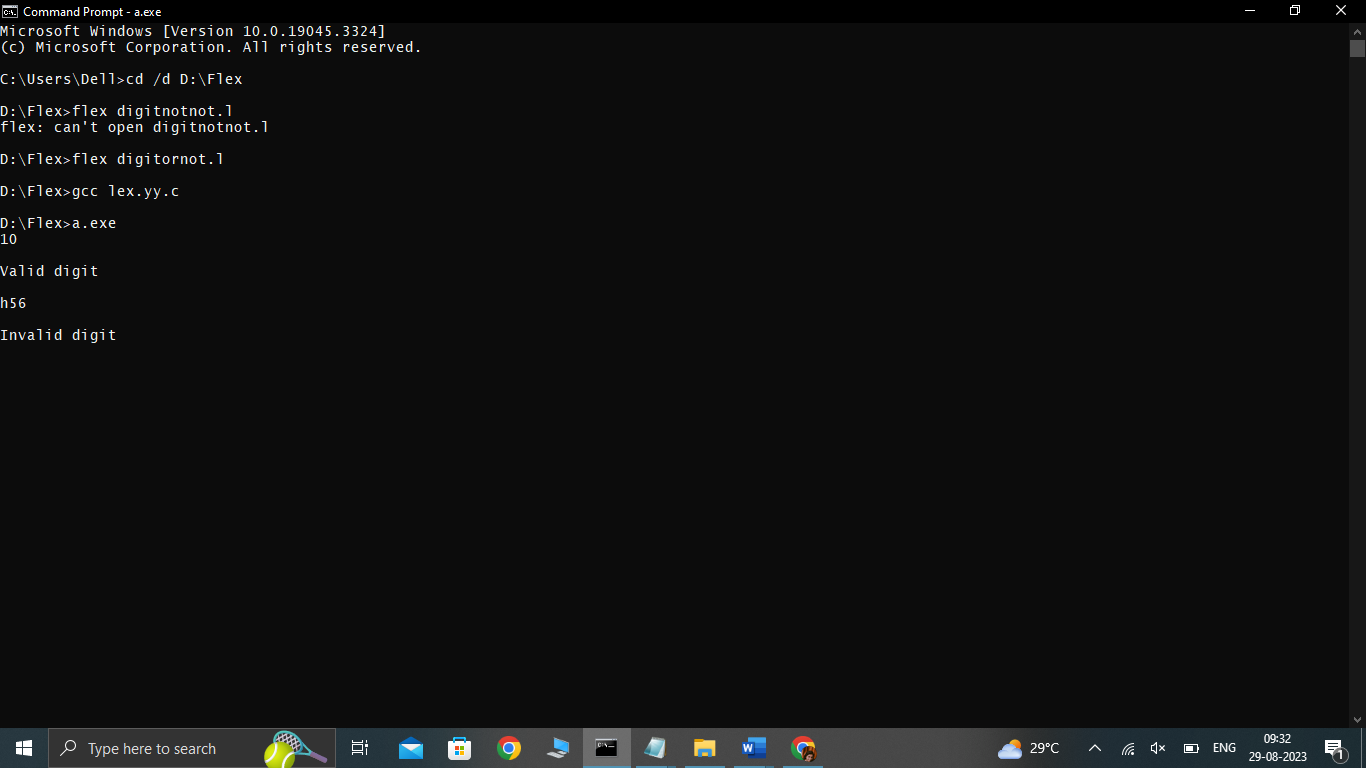 Command Prompt - a.exe
Microsoft Windows [Version 10.0.19045.3324]
(c) Microsoft Corporation. All rights reserved.
C:\Users\Dell>cd /d D:\Flex
D:\Flex>flex digitnotnot.l
flex: can't open digitnotnot.l
D:\Flex>flex digitornot.l
D:\Flex>gcc lex.yy.c
D:\Flex>a.exe
10
Valid digit
h56
Invalid digit
Type here to search
29°C
ENG
09:32
29-08-2023
1